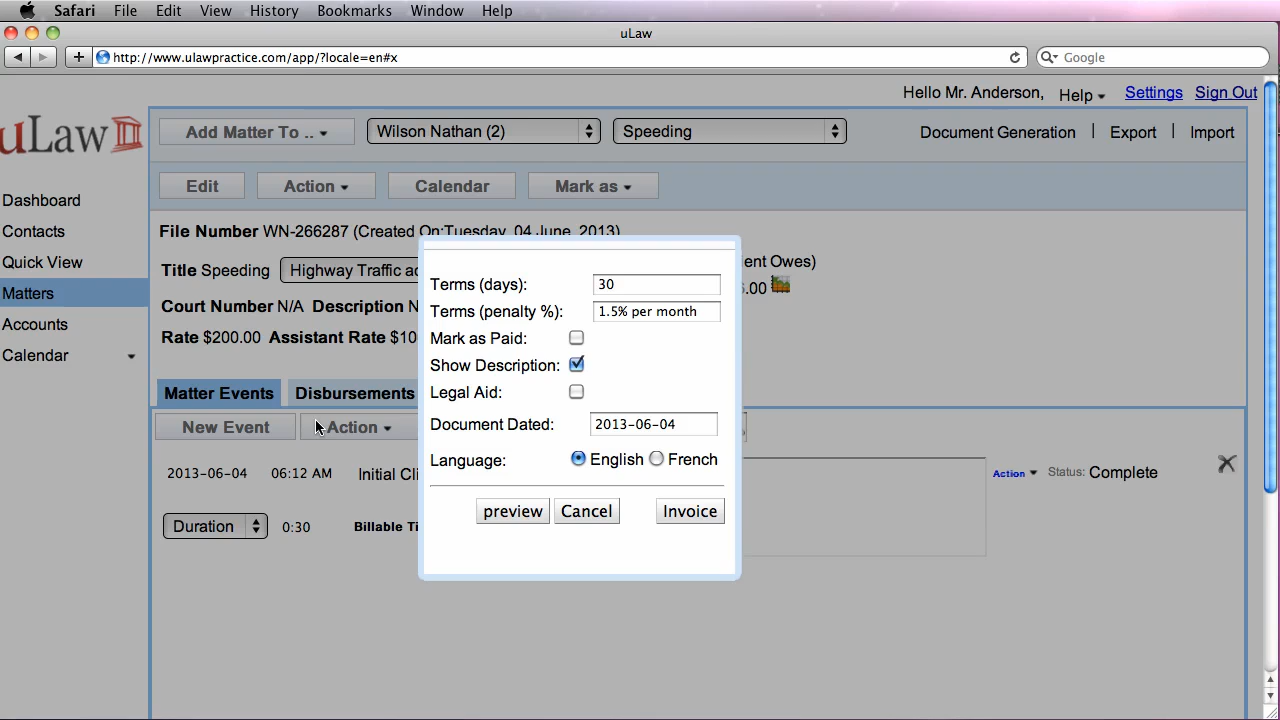 Safari File Edit View History Bookmarks Window Help
uLaw
http://www.ulawpractice.com/app/?locale=en#x
Google
Hello Mr. Anderson, Help Settings Sign Out
uLaw
Add Matter To .. Wilson Nathan (2) Speeding Document Generation | Export | Import
Edit Action Calendar Mark as
Dashboard
Contacts
Quick View
Matters
Accounts
Calendar
File Number WN-266287 (Created On:Tuesday, 04 June, 2013)
Title Speeding Highway Traffic ac
ent Owes)
.00
Court Number N/A Description N
Rate $200.00 Assistant Rate $10
Matter Events Disbursements
New Event Action
2013-06-04 06:12 AM Initial Cli
Action Status: Complete
Duration 0:30 Billable Ti
Terms (days): 30
Terms (penalty %): 1.5% per month
Mark as Paid:
Show Description:
Legal Aid:
Document Dated: 2013-06-04
Language: English French
preview Cancel Invoice